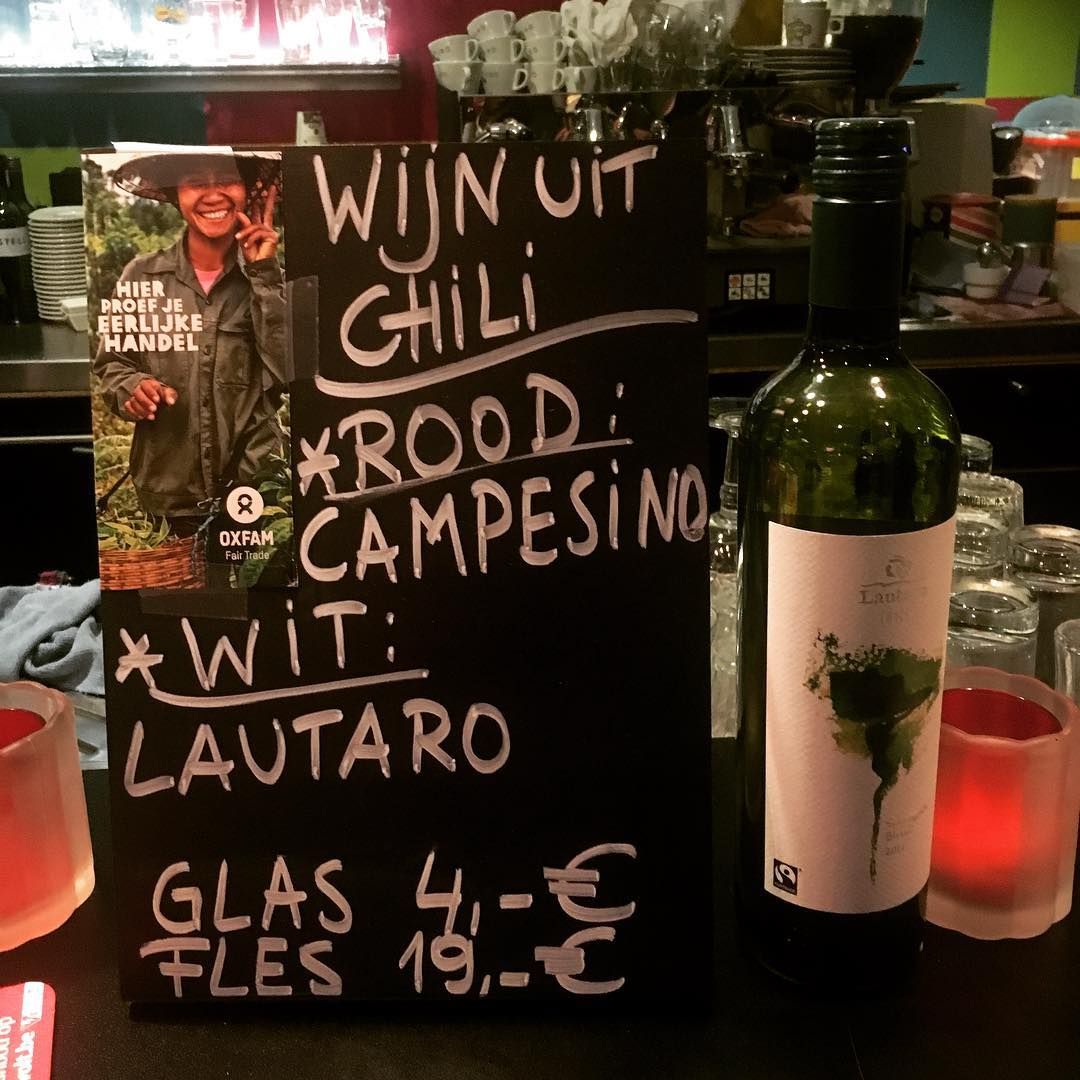 WIJN UIT
CHILI
*ROOD:
CAMPESINO
*WIT:
LAUTARO
GLAS 4,-€
FLES 19,-€
HIER
PROEF JE
EERLIJKE
HANDEL
OXFAM
Fair Trade